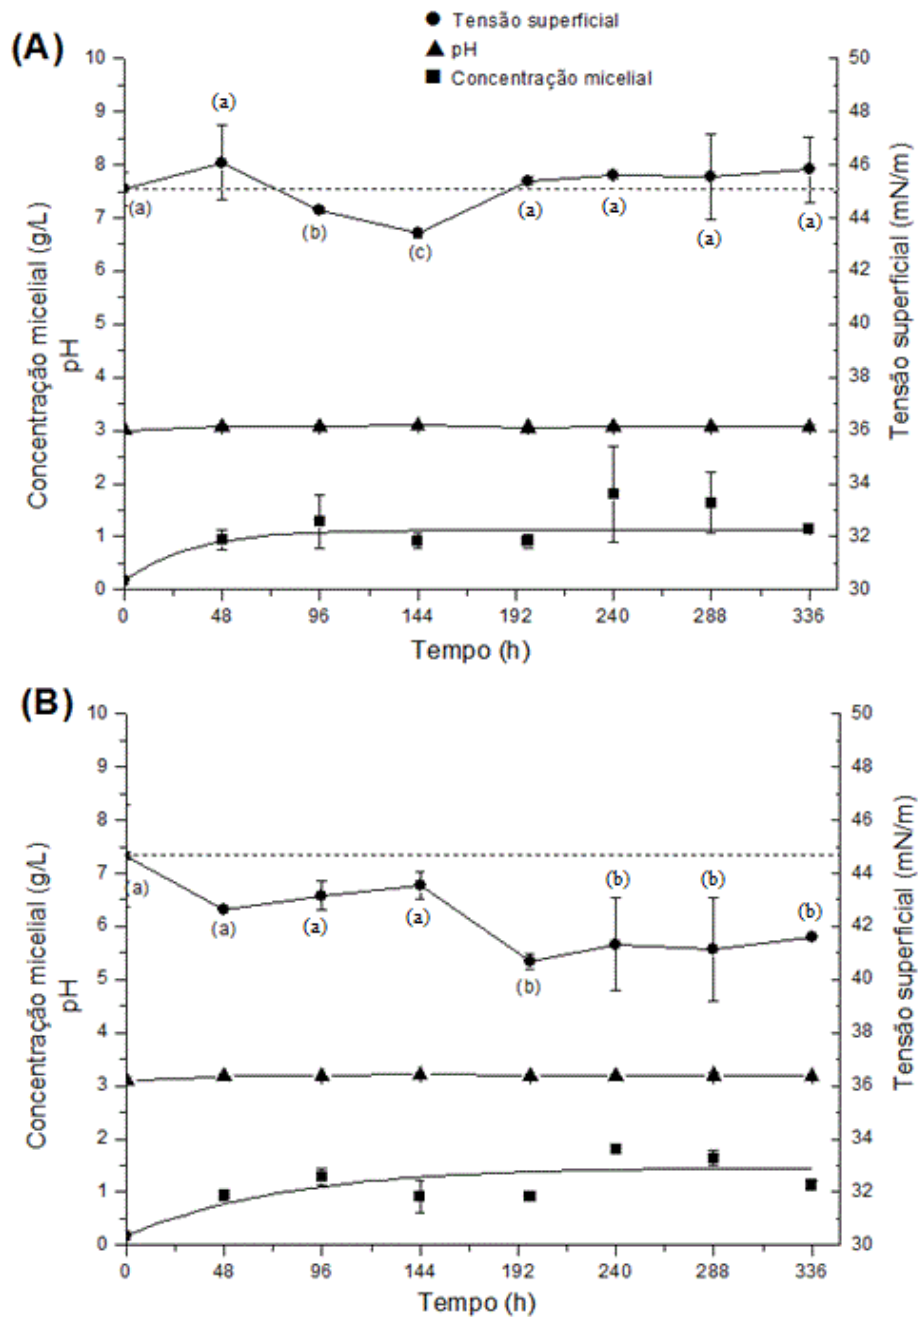 (A)
Tensão superficial
pH
Concentração micelial
10
9
8
7
6
5
4
3
2
1
0
Concentração micelial (g/L)
pH
50
48
46
44
42
40
38
36
34
32
30
Tensão superficial (mN/m)
(a)
(a)
(b)
(c)
(a)
(a)
(a)
(a)
0 48 96 144 192 240 288 336
Tempo (h)
(B)
10
9
8
7
6
5
4
3
2
1
0
Concentração micelial (g/L)
pH
50
48
46
44
42
40
38
36
34
32
30
Tensão superficial (mN/m)
(a)
(a)
(a)
(a)
(b)
(b)
(b)
(b)
0 48 96 144 192 240 288 336
Tempo (h)